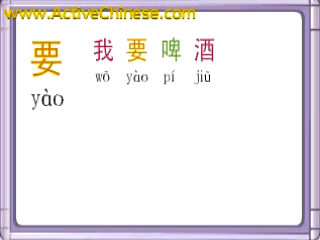 www.ActiveChinese.com
要
yào
我 要 啤 酒
wǒ yào pí jiǔ